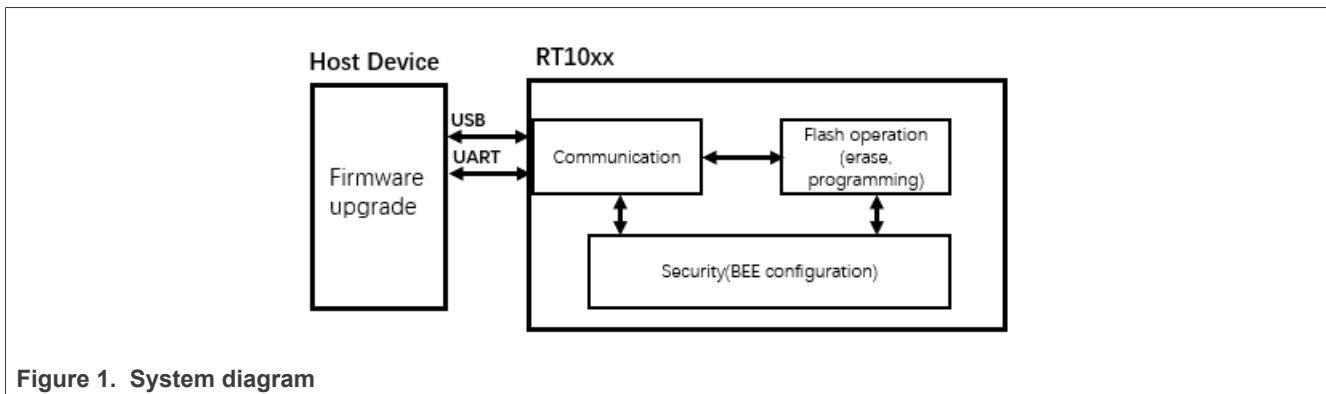 Host Device
RT10xx
USB
UART
Firmware
upgrade
Communication
Flash operation
(erase,
programming)
Security(BEE configuration)
Figure 1. System diagram